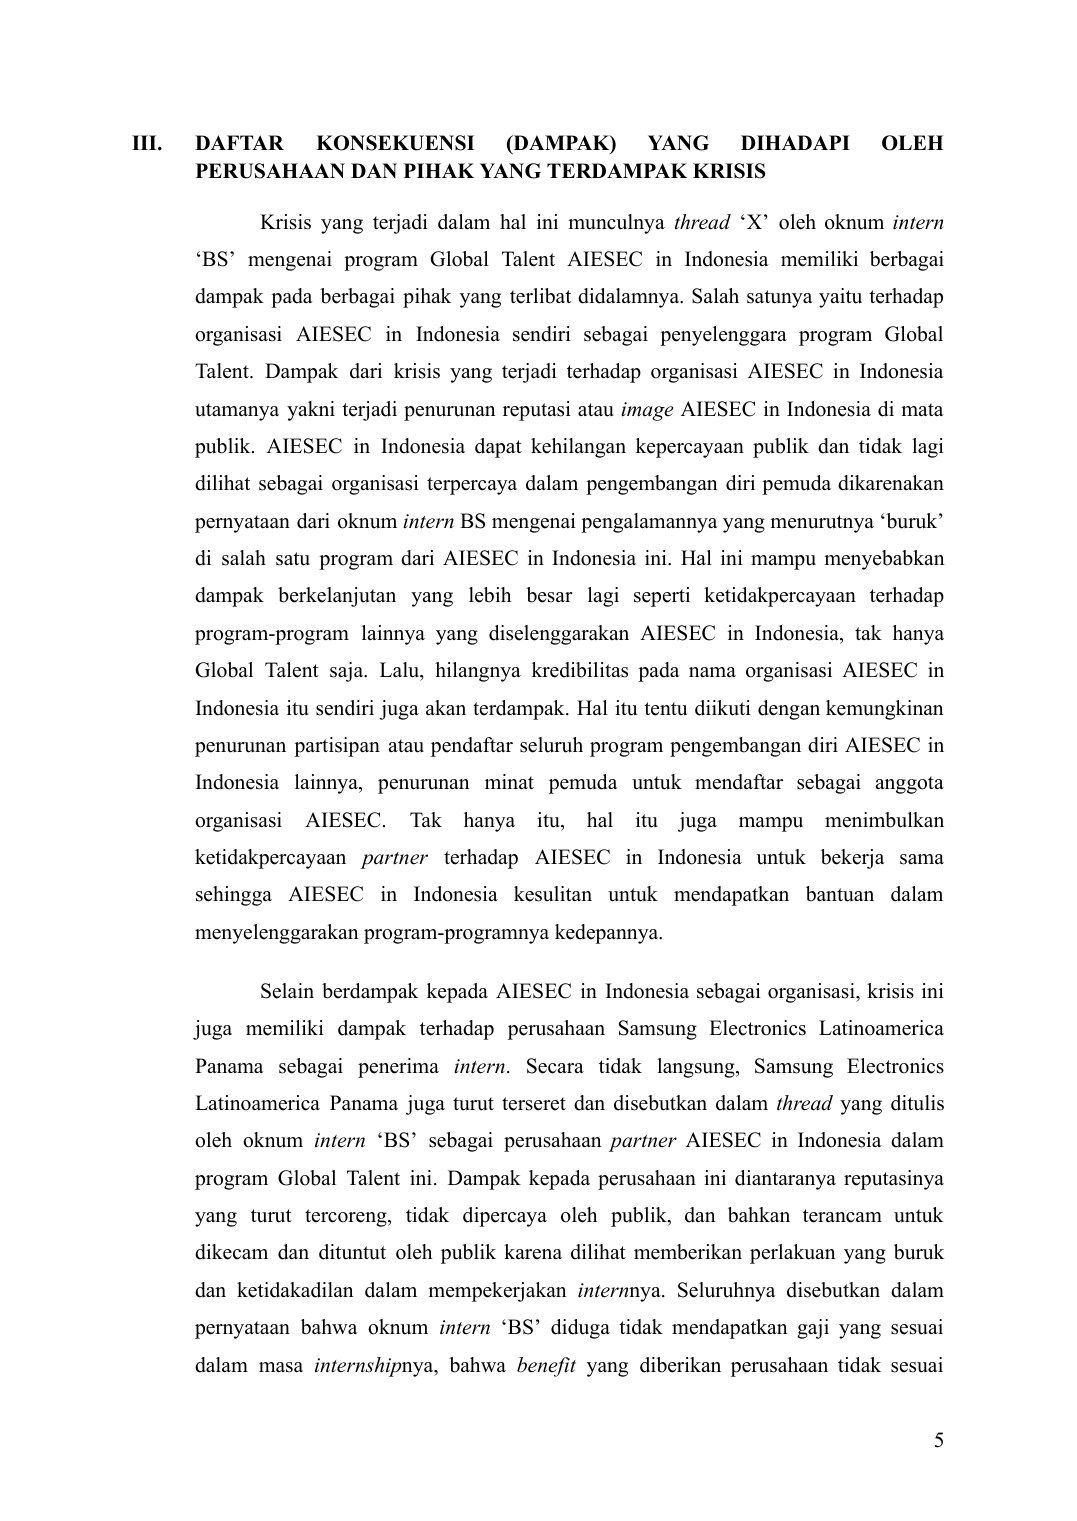 III. DAFTAR KONSEKUENSI (DAMPAK) YANG DIHADAPI OLEH
PERUSAHAAN DAN PIHAK YANG TERDAMPAK KRISIS
Krisis yang terjadi dalam hal ini munculnya thread ‘X’ oleh oknum intern
‘BS’ mengenai program Global Talent AIESEC in Indonesia memiliki berbagai
dampak pada berbagai pihak yang terlibat didalamnya. Salah satunya yaitu terhadap
organisasi AIESEC in Indonesia sendiri sebagai penyelenggara program Global
Talent. Dampak dari krisis yang terjadi terhadap organisasi AIESEC in Indonesia
utamanya yakni terjadi penurunan reputasi atau image AIESEC in Indonesia di mata
publik. AIESEC in Indonesia dapat kehilangan kepercayaan publik dan tidak lagi
dilihat sebagai organisasi terpercaya dalam pengembangan diri pemuda dikarenakan
pernyataan dari oknum intern BS mengenai pengalamannya yang menurutnya ‘buruk’
di salah satu program dari AIESEC in Indonesia ini. Hal ini mampu menyebabkan
dampak berkelanjutan yang lebih besar lagi seperti ketidakpercayaan terhadap
program-program lainnya yang diselenggarakan AIESEC in Indonesia, tak hanya
Global Talent saja. Lalu, hilangnya kredibilitas pada nama organisasi AIESEC in
Indonesia itu sendiri juga akan terdampak. Hal itu tentu diikuti dengan kemungkinan
penurunan partisipan atau pendaftar seluruh program pengembangan diri AIESEC in
Indonesia lainnya, penurunan minat pemuda untuk mendaftar sebagai anggota
organisasi AIESEC. Tak hanya itu, hal itu juga mampu menimbulkan
ketidakpercayaan partner terhadap AIESEC in Indonesia untuk bekerja sama
sehingga AIESEC in Indonesia kesulitan untuk mendapatkan bantuan dalam
menyelenggarakan program-programnya kedepannya.
Selain berdampak kepada AIESEC in Indonesia sebagai organisasi, krisis ini
juga memiliki dampak terhadap perusahaan Samsung Electronics Latinoamerica
Panama sebagai penerima intern. Secara tidak langsung, Samsung Electronics
Latinoamerica Panama juga turut terseret dan disebutkan dalam thread yang ditulis
oleh oknum intern ‘BS’ sebagai perusahaan partner AIESEC in Indonesia dalam
program Global Talent ini. Dampak kepada perusahaan ini diantaranya reputasinya
yang turut tercoreng, tidak dipercaya oleh publik, dan bahkan terancam untuk
dikecam dan dituntut oleh publik karena dilihat memberikan perlakuan yang buruk
dan ketidakadilan dalam mempekerjakan internnya. Seluruhnya disebutkan dalam
pernyataan bahwa oknum intern ‘BS’ diduga tidak mendapatkan gaji yang sesuai
dalam masa internshipnya, bahwa benefit yang diberikan perusahaan tidak sesuai
5